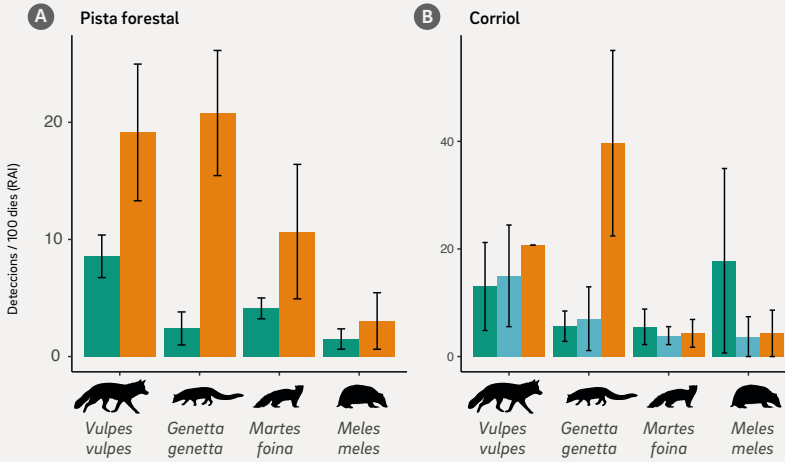 A Pista forestal
B Corriol
Deteccions / 100 dies (RAI)
20
10
0
Vulpes vulpes
Genetta genetta
Martes foina
Meles meles
40
20
0
Vulpes vulpes
Genetta genetta
Martes foina
Meles meles